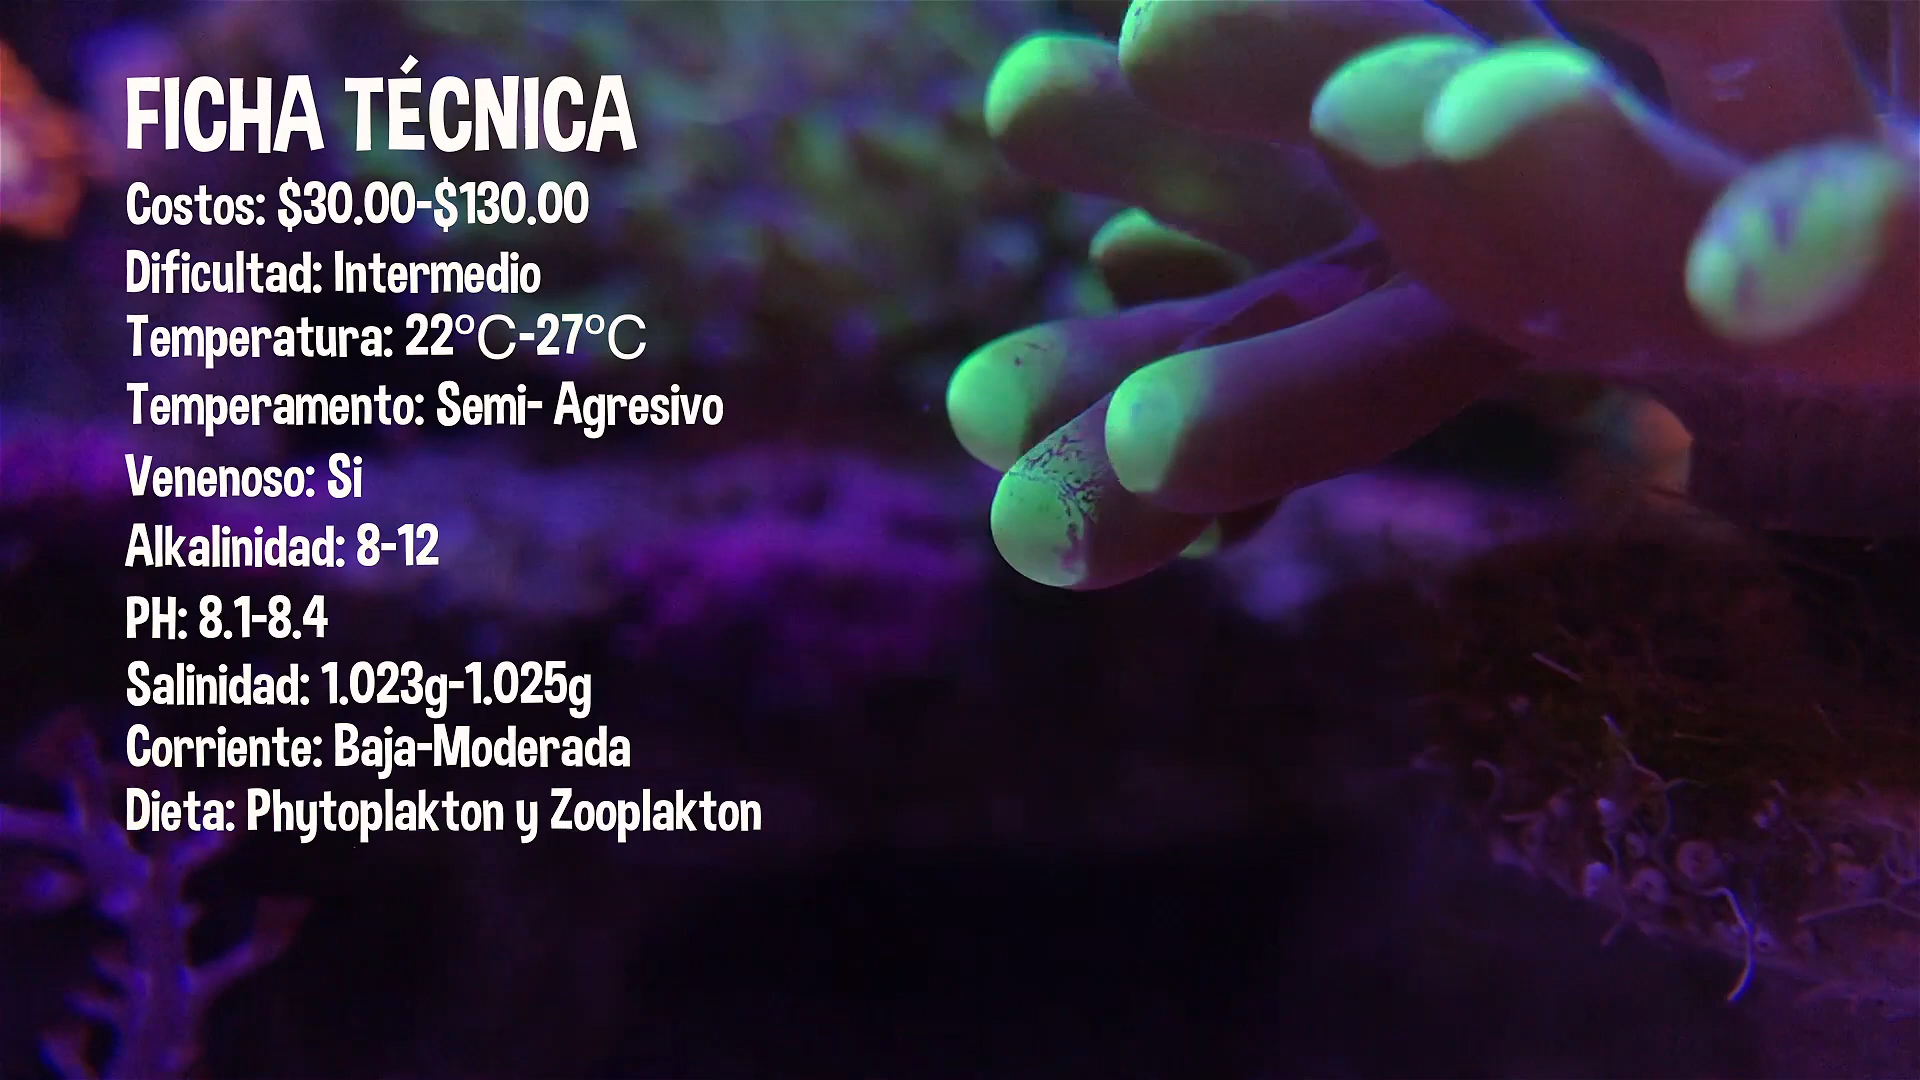 FICHA TÉCNICA
Costos: $30.00-$130.00
Dificultad: Intermedio
Temperatura: 22°C-27°C
Temperamento: Semi- Agresivo
Venenoso: Si
Alkalinidad: 8-12
PH: 8.1-8.4
Salinidad: 1.023g-1.025g
Corriente: Baja-Moderada
Dieta: Phytoplakton y Zooplakton